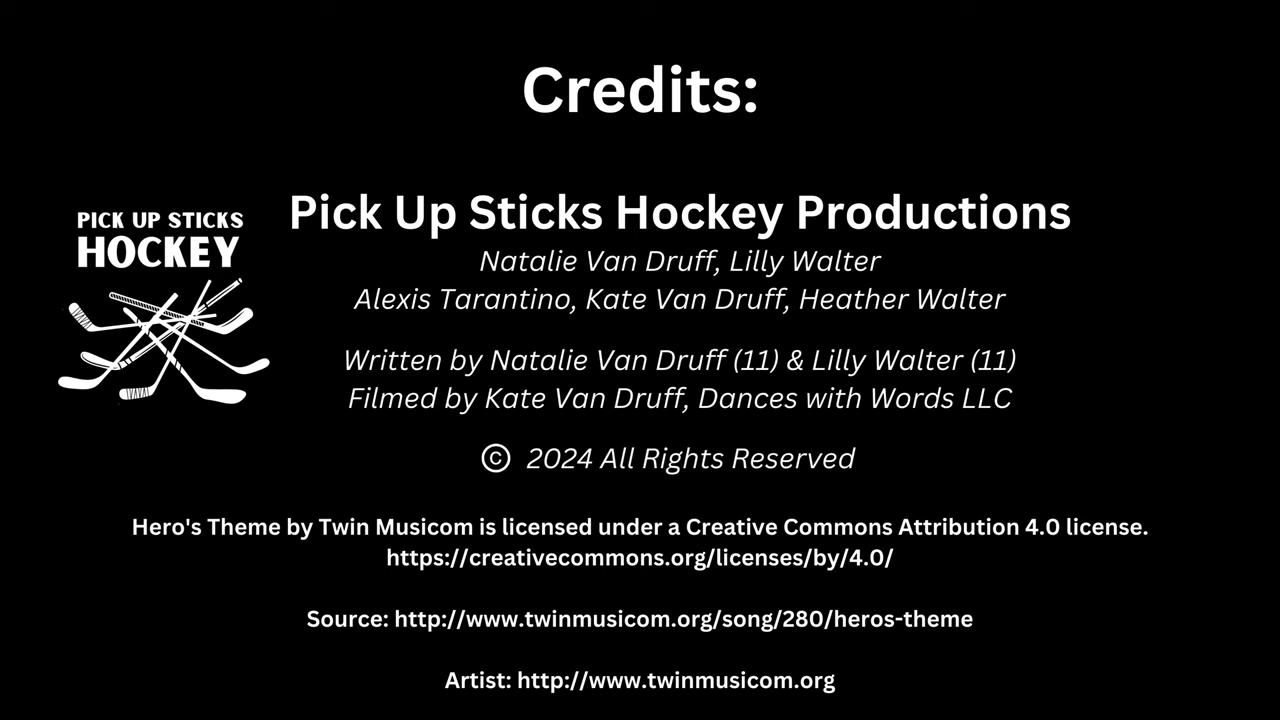 Credits:
PICK UP STICKS
HOCKEY
Pick Up Sticks Hockey Productions
Natalie Van Druff, Lilly Walter
Alexis Tarantino, Kate Van Druff, Heather Walter
Written by Natalie Van Druff (11) & Lilly Walter (11)
Filmed by Kate Van Druff, Dances with Words LLC
© 2024 All Rights Reserved
Hero's Theme by Twin Musicom is licensed under a Creative Commons Attribution 4.0 license.
https://creativecommons.org/licenses/by/4.0/
Source: http://www.twinmusicom.org/song/280/heros-theme
Artist: http://www.twinmusicom.org